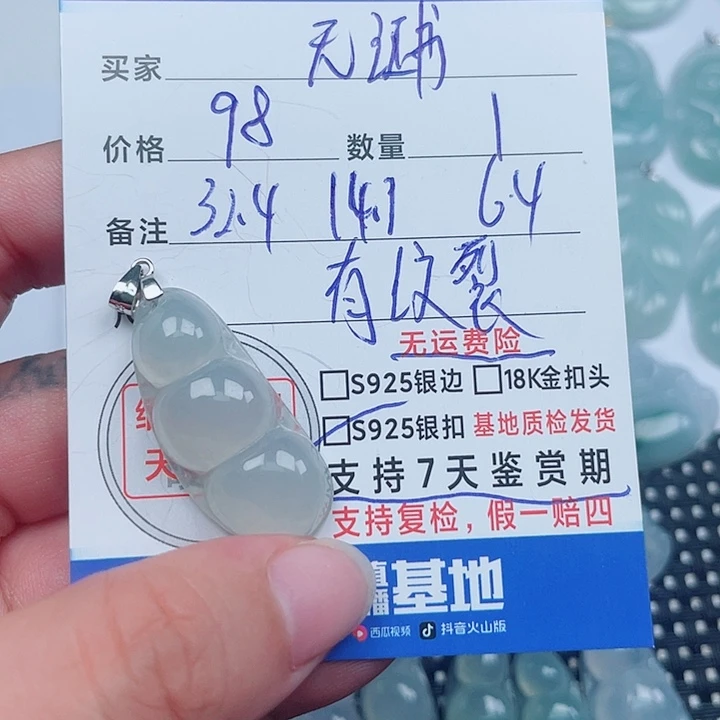 买家
价格 98 数量 1
备注 32.4 14.7 6.4
有纹裂
无运费险
S925银边 18K金扣头
S925银扣 基地质检发货
支持7天鉴赏期
支持复检，假一赔四
天
播基地
西瓜视频 抖音火山版